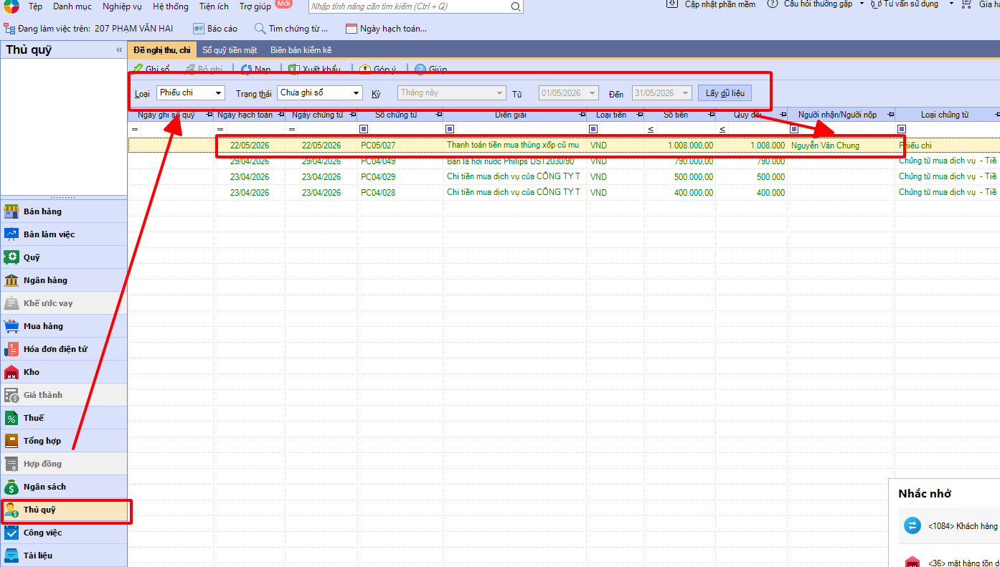 Tệp Danh mục Nghiệp vụ Hệ thống Tiện ích Trợ giúp Mới Nhập tính năng cần tìm kiếm (Ctrl + Q) Cập nhật phần mềm Câu hỏi thường gặp Tư vấn sử dụng Gia hạ
Đang làm việc trên: 207 PHẠM VĂN HAI Báo cáo Tìm chứng từ ... Ngày hạch toán...
Thủ quỹ «
Đề nghị thu, chi Sổ quỹ tiền mặt Biên bản kiểm kê
Ghi sổ Bỏ ghi Nạp Xuất khẩu Góp ý Giúp
Loại Phiếu chi Trạng thái Chưa ghi sổ Kỳ Tháng này Từ 01/05/2026 Đến 31/05/2026 Lấy dữ liệu
Ngày ghi sổ quỹ Ngày hạch toán Ngày chứng từ Số chứng từ Diễn giải Loại tiền Số tiền Quy đổi Người nhận/Người nộp Loại chứng từ
= = = ≤ ≤
22/05/2026 22/05/2026 PC05/027 Thanh toán tiền mua thùng xốp cũ mu VND 1.008.000,00 1.008.000 Nguyễn Văn Chung Phiếu chi
29/04/2026 29/04/2026 PC04/049 Bàn là hơi nước Philips DST2030/90 VND 790.000,00 790.000 Chứng từ mua dịch vụ - Tiề
23/04/2026 23/04/2026 PC04/029 Chi tiền mua dịch vụ của CÔNG TY T VND 500.000,00 500.000 Chứng từ mua dịch vụ - Tiề
23/04/2026 23/04/2026 PC04/028 Chi tiền mua dịch vụ của CÔNG TY T VND 400.000,00 400.000 Chứng từ mua dịch vụ - Tiề
Bán hàng
Bàn làm việc
Quỹ
Ngân hàng
Khế ước vay
Mua hàng
Hóa đơn điện tử
Kho
Giá thành
Thuế
Tổng hợp
Hợp đồng
Ngân sách
Thủ quỹ
Công việc
Tài liệu
Nhắc nhở
<1084> Khách hàng
<36> mặt hàng tồn d